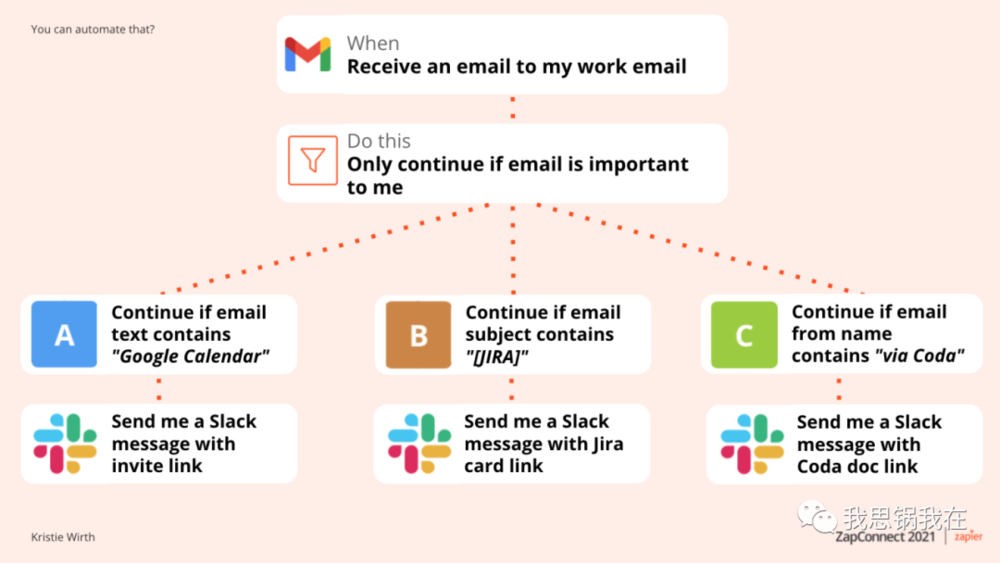 You can automate that?
When
Receive an email to my work email
Do this
Only continue if email is important
to me
A
Continue if email
text contains
"Google Calendar"
B
Continue if email
subject contains
"[JIRA]"
C
Continue if email
from name
contains "via Coda"
Send me a Slack
message with
invite link
Send me a Slack
message with Jira
card link
Send me a Slack
message with
Coda doc link
Kristie Wirth
我思锅我在
ZapConnect 2021
zapier